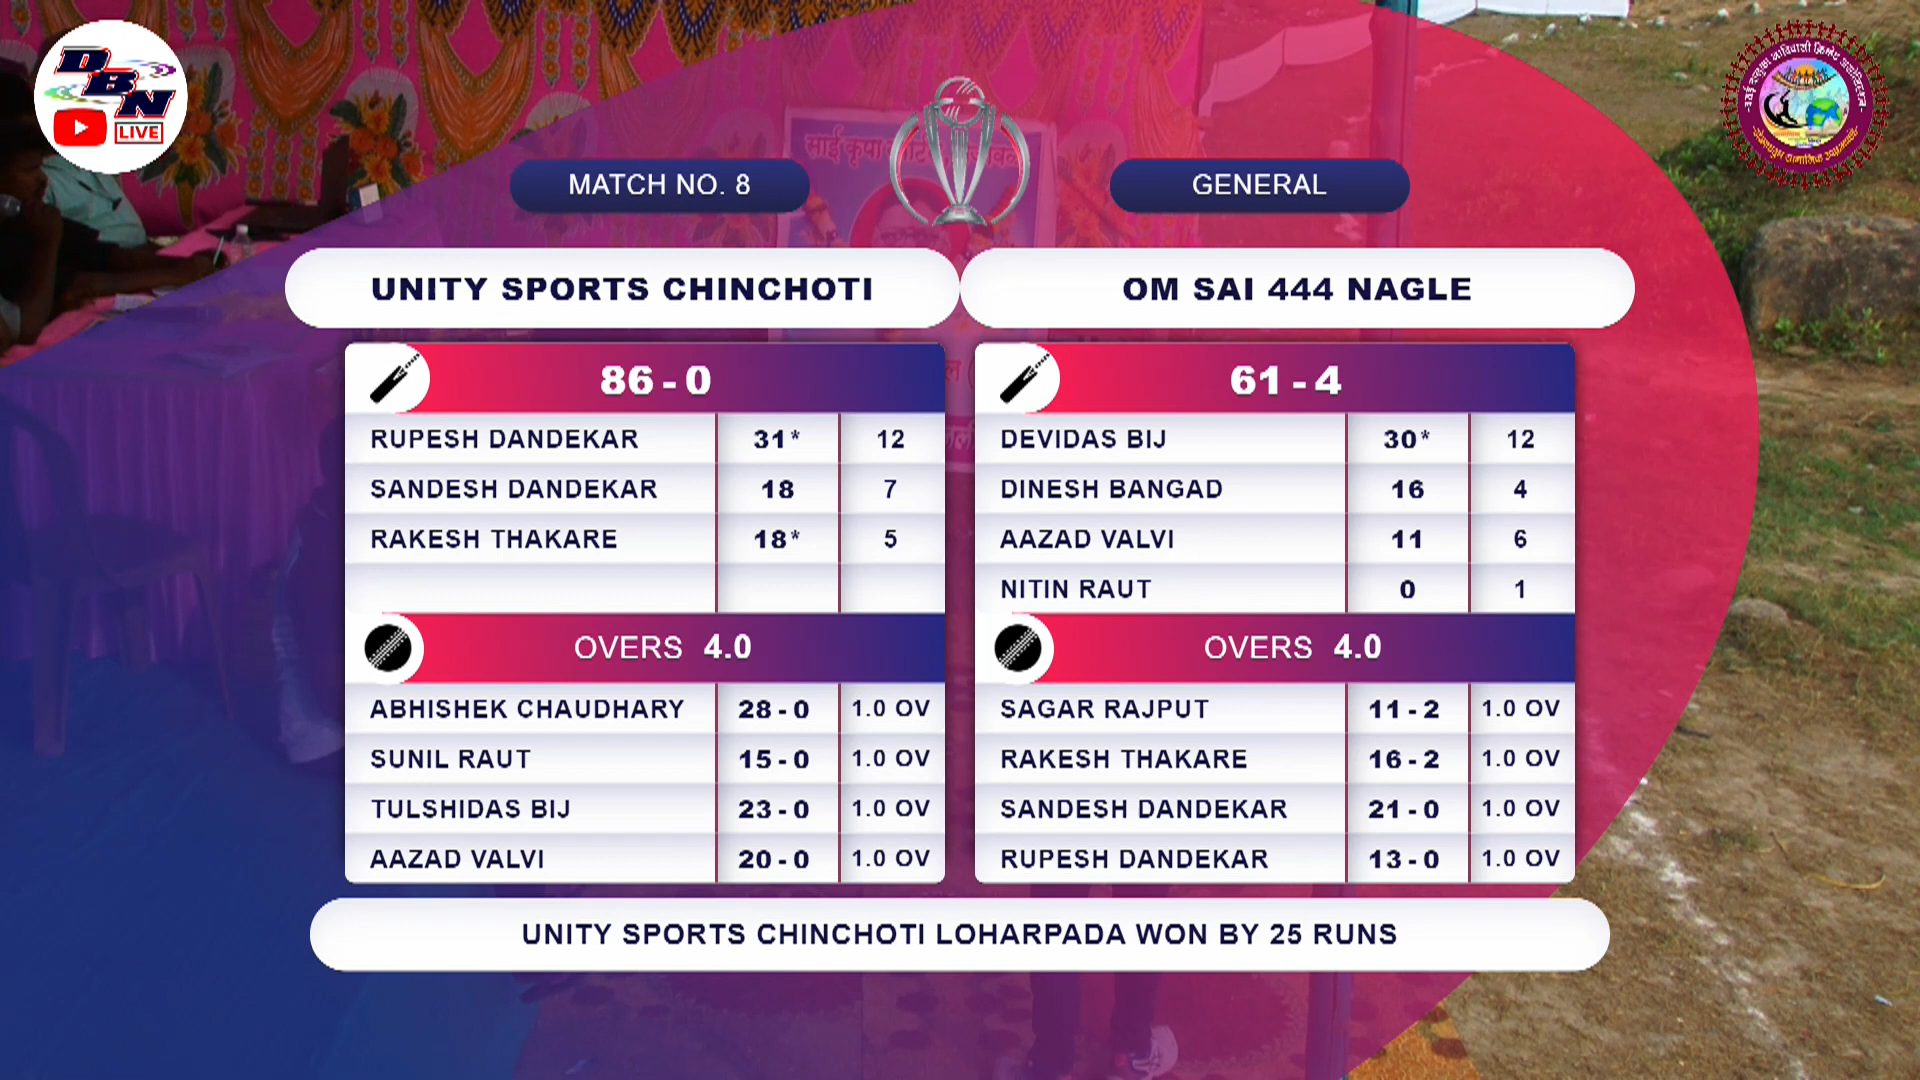 DBN
LIVE
MATCH NO. 8
GENERAL
UNITY SPORTS CHINCHOTI
OM SAI 444 NAGLE
86 - 0
RUPESH DANDEKAR 31* 12
SANDESH DANDEKAR 18 7
RAKESH THAKARE 18* 5
OVERS 4.0
ABHISHEK CHAUDHARY 28 - 0 1.0 OV
SUNIL RAUT 15 - 0 1.0 OV
TULSHIDAS BIJ 23 - 0 1.0 OV
AAZAD VALVI 20 - 0 1.0 OV
61 - 4
DEVIDAS BIJ 30* 12
DINESH BANGAD 16 4
AAZAD VALVI 11 6
NITIN RAUT 0 1
OVERS 4.0
SAGAR RAJPUT 11 - 2 1.0 OV
RAKESH THAKARE 16 - 2 1.0 OV
SANDESH DANDEKAR 21 - 0 1.0 OV
RUPESH DANDEKAR 13 - 0 1.0 OV
UNITY SPORTS CHINCHOTI LOHARPADA WON BY 25 RUNS